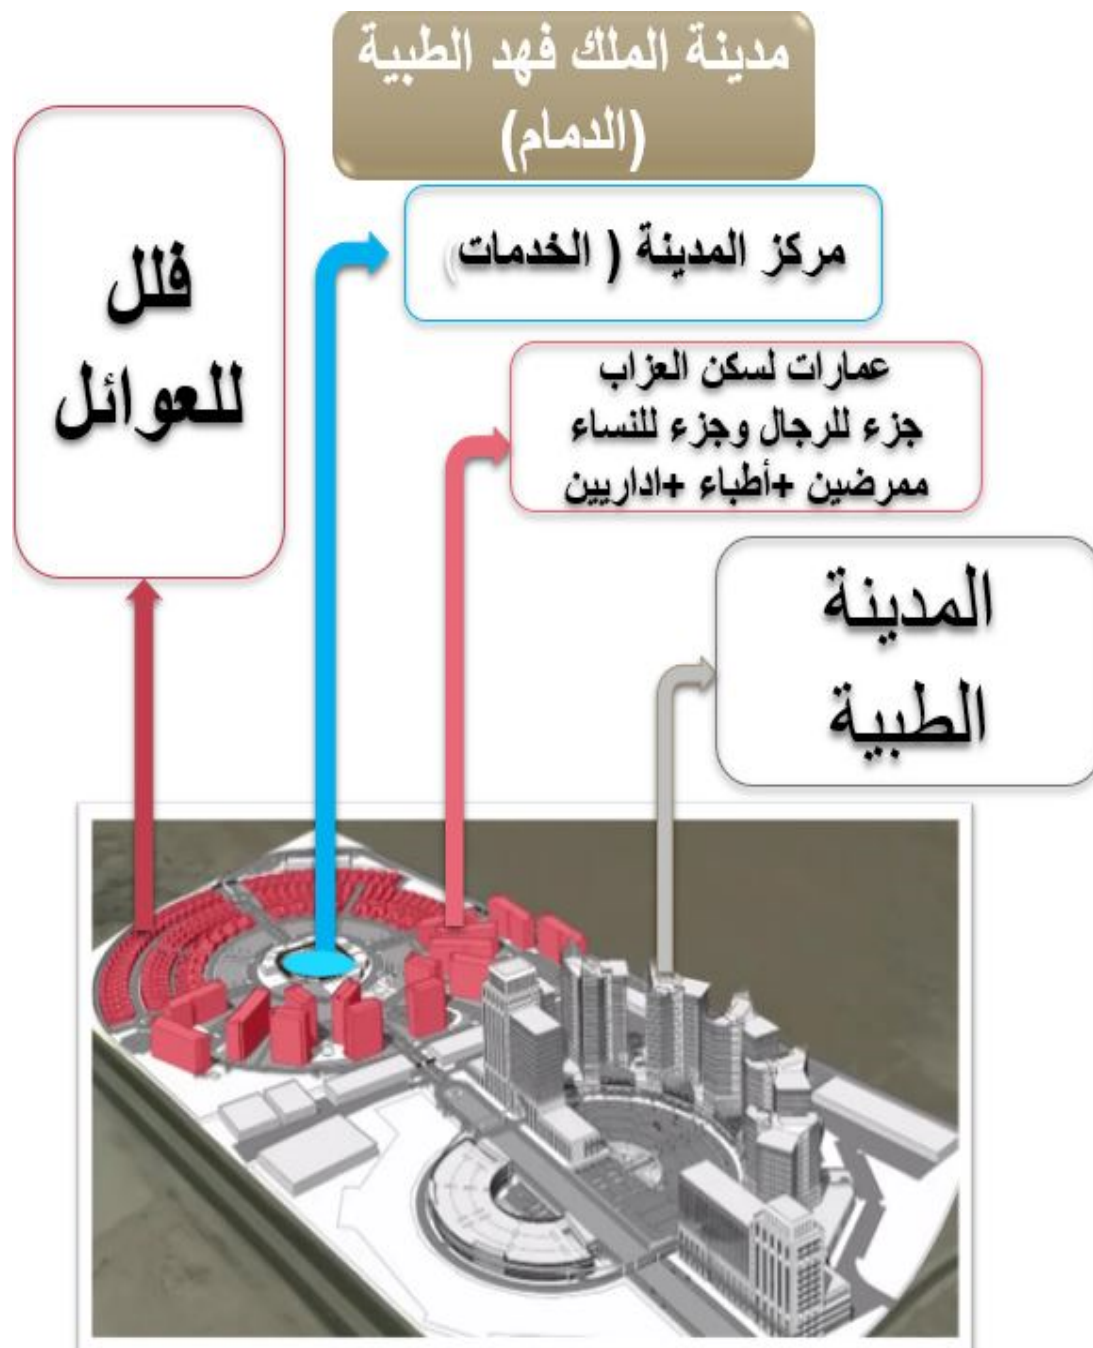 مدينة الملك فهد الطبية
(الدمام)
مركز المدينة ( الخدمات)
فلل
للعوائل
عمارات لسكن العزاب
جزء للرجال وجزء للنساء
ممرضين +أطباء +اداريين
المدينة
الطبية